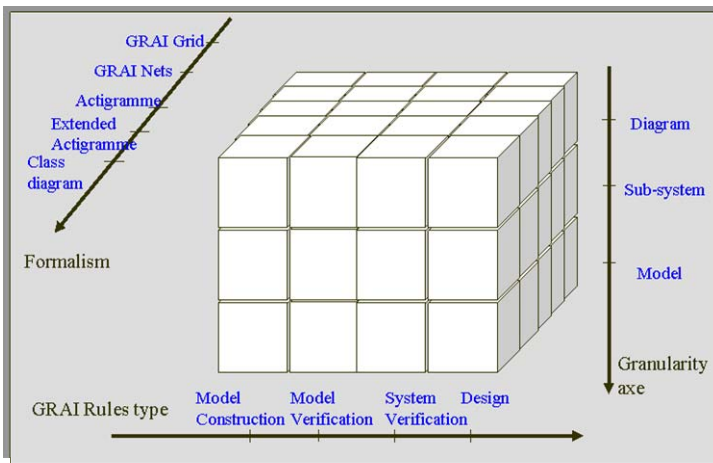 GRAI Grid
GRAI Nets
Actigramme
Extended
Actigramme
Class
diagram
Formalism
Diagram
Sub-system
Model
Granularity
axe
GRAI Rules type
Model
Construction
Model
Verification
System
Verification
Design